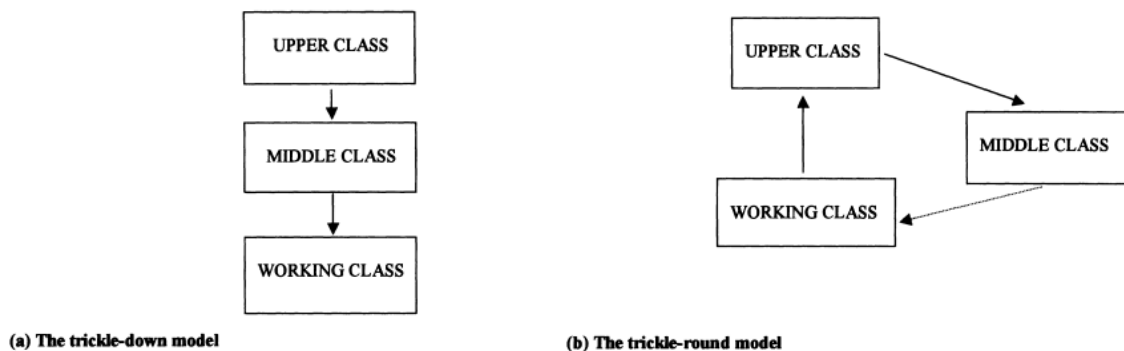 UPPER CLASS
MIDDLE CLASS
WORKING CLASS
(a) The trickle-down model
UPPER CLASS
MIDDLE CLASS
WORKING CLASS
(b) The trickle-round model